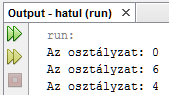 Output - hatul (run) ×
run:
Az osztályzat: 0
Az osztályzat: 6
Az osztályzat: 4